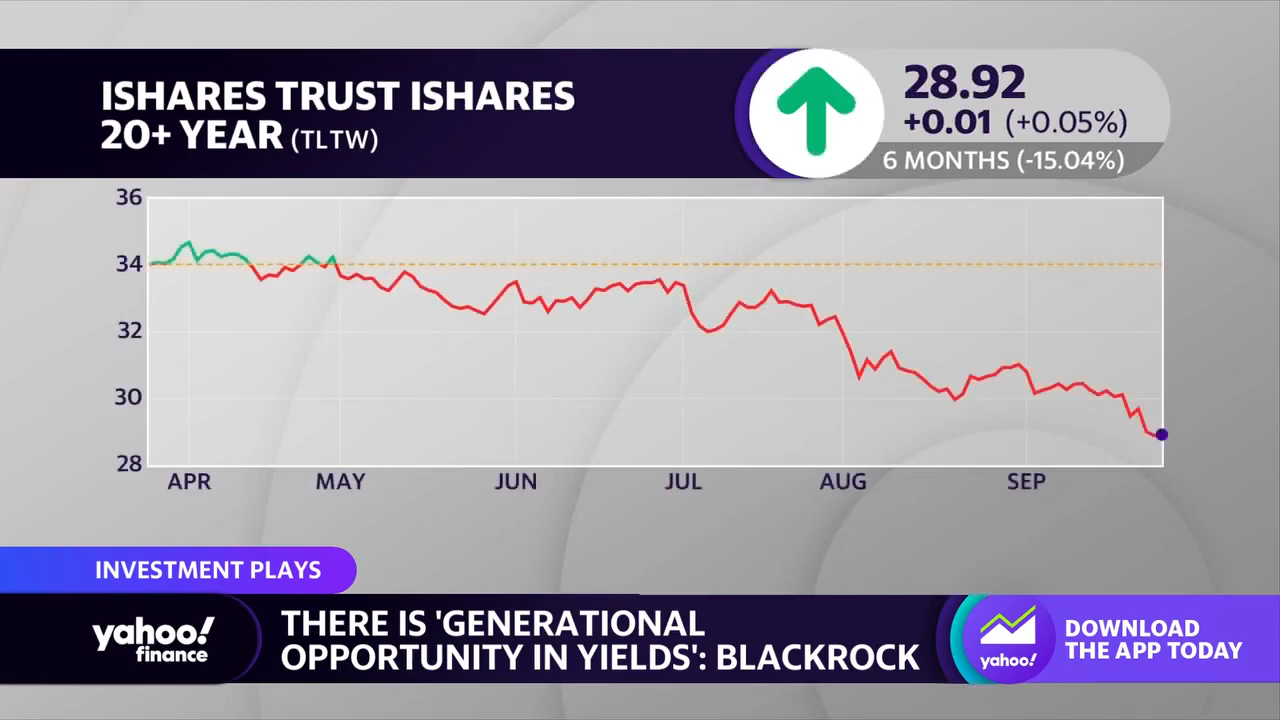 ISHARES TRUST ISHARES
20+ YEAR (TLTW)
28.92
+0.01 (+0.05%)
6 MONTHS (-15.04%)
36
34
32
30
28
APR MAY JUN JUL AUG SEP
INVESTMENT PLAYS
yahoo!
finance
THERE IS 'GENERATIONAL
OPPORTUNITY IN YIELDS': BLACKROCK
yahoo!
DOWNLOAD
THE APP TODAY